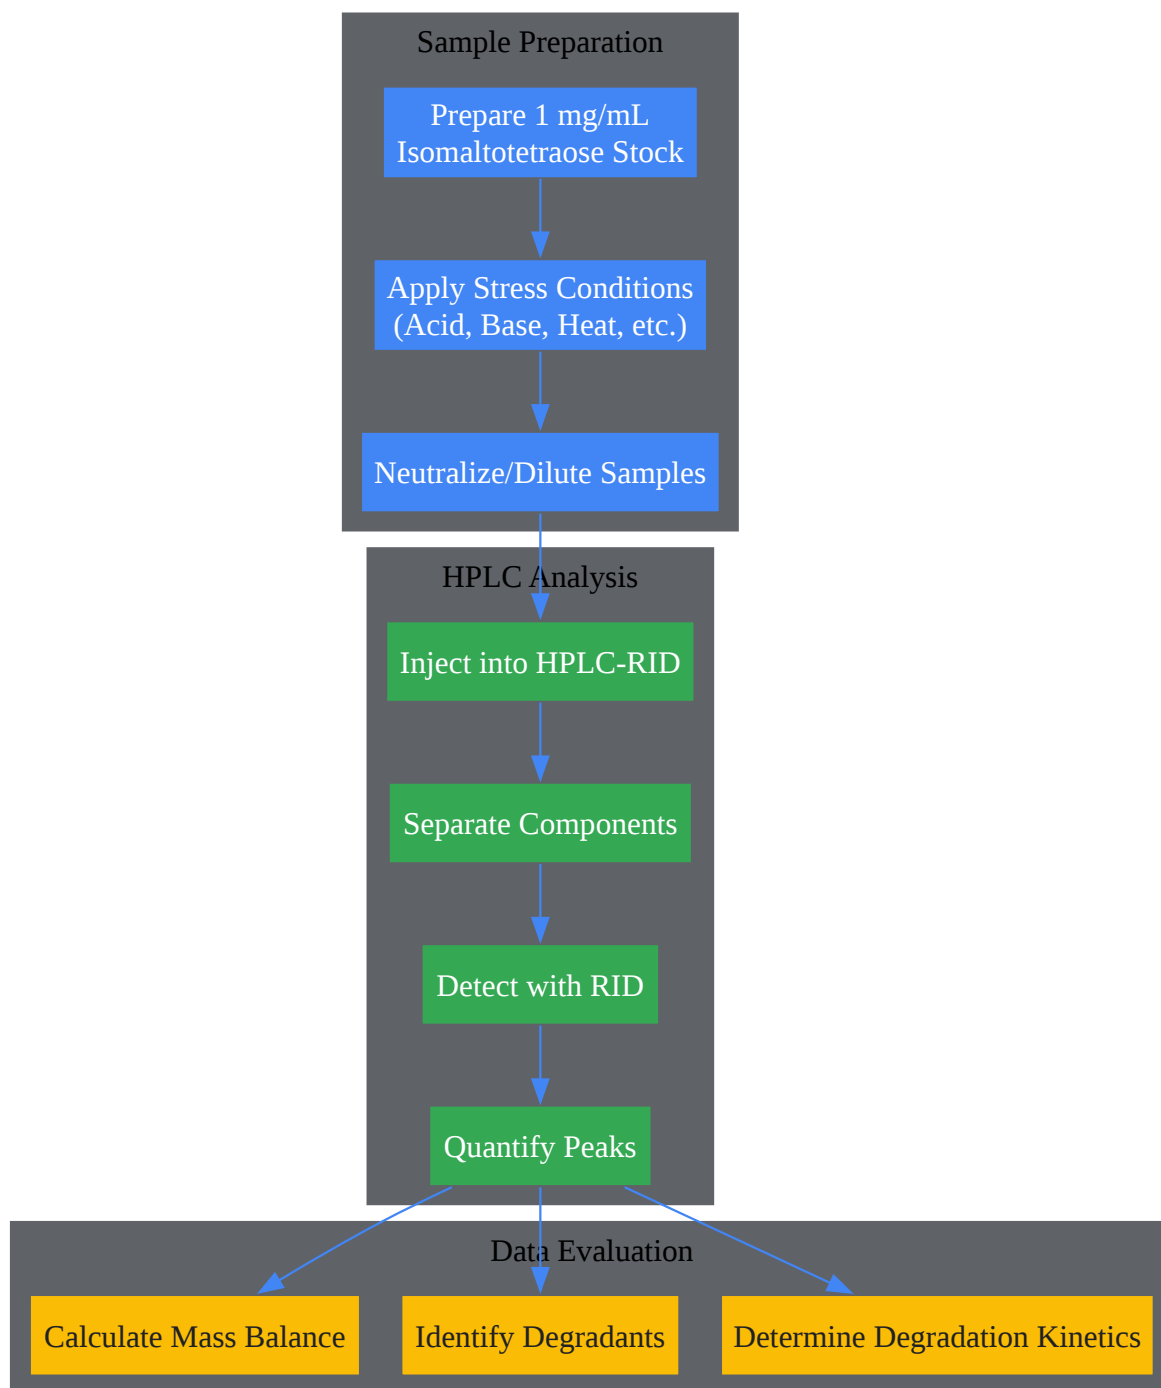 Sample Preparation
Prepare 1 mg/mL
Isomaltotetraose Stock
Apply Stress Conditions
(Acid, Base, Heat, etc.)
Neutralize/Dilute Samples
HPLC Analysis
Inject into HPLC-RID
Separate Components
Detect with RID
Quantify Peaks
Data Evaluation
Calculate Mass Balance
Identify Degradants
Determine Degradation Kinetics